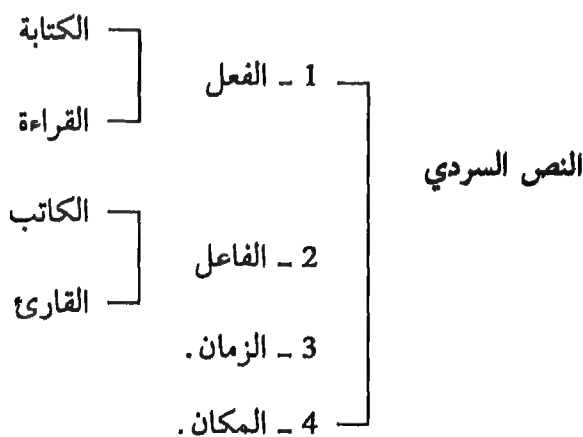 النص السردي
1 ـ الفعل
الكتابة
القراءة
2 ـ الفاعل
الكاتب
القارئ
3 ـ الزمان .
4 ـ المكان .